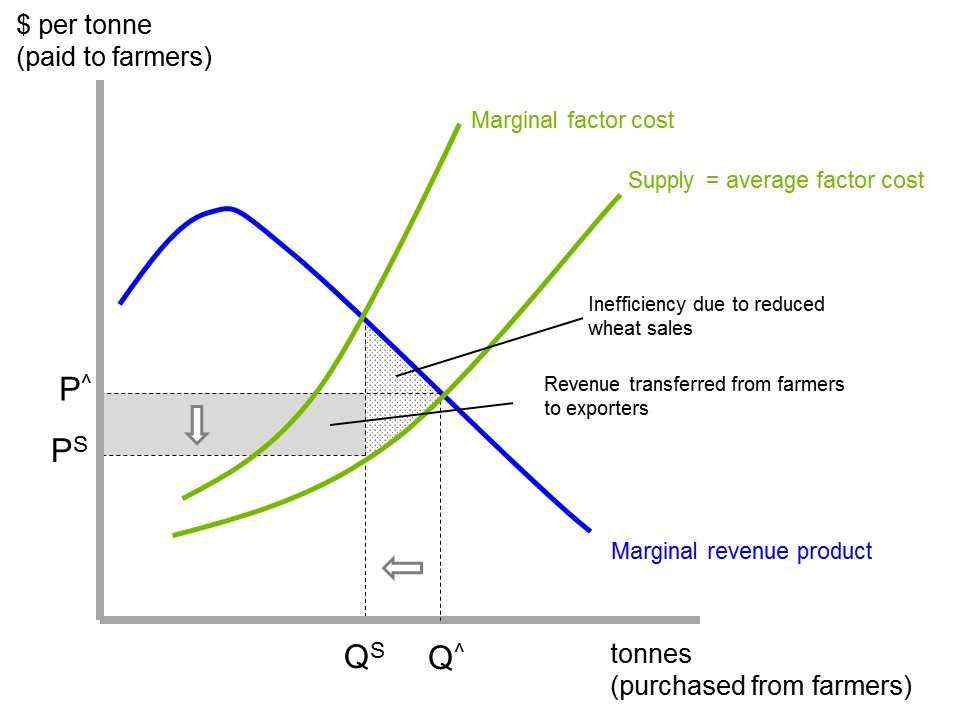 $ per tonne
(paid to farmers)
Marginal factor cost
Supply = average factor cost
Inefficiency due to reduced
wheat sales
P^
Revenue transferred from farmers
to exporters
PS
Marginal revenue product
QS
Q^
tonnes
(purchased from farmers)